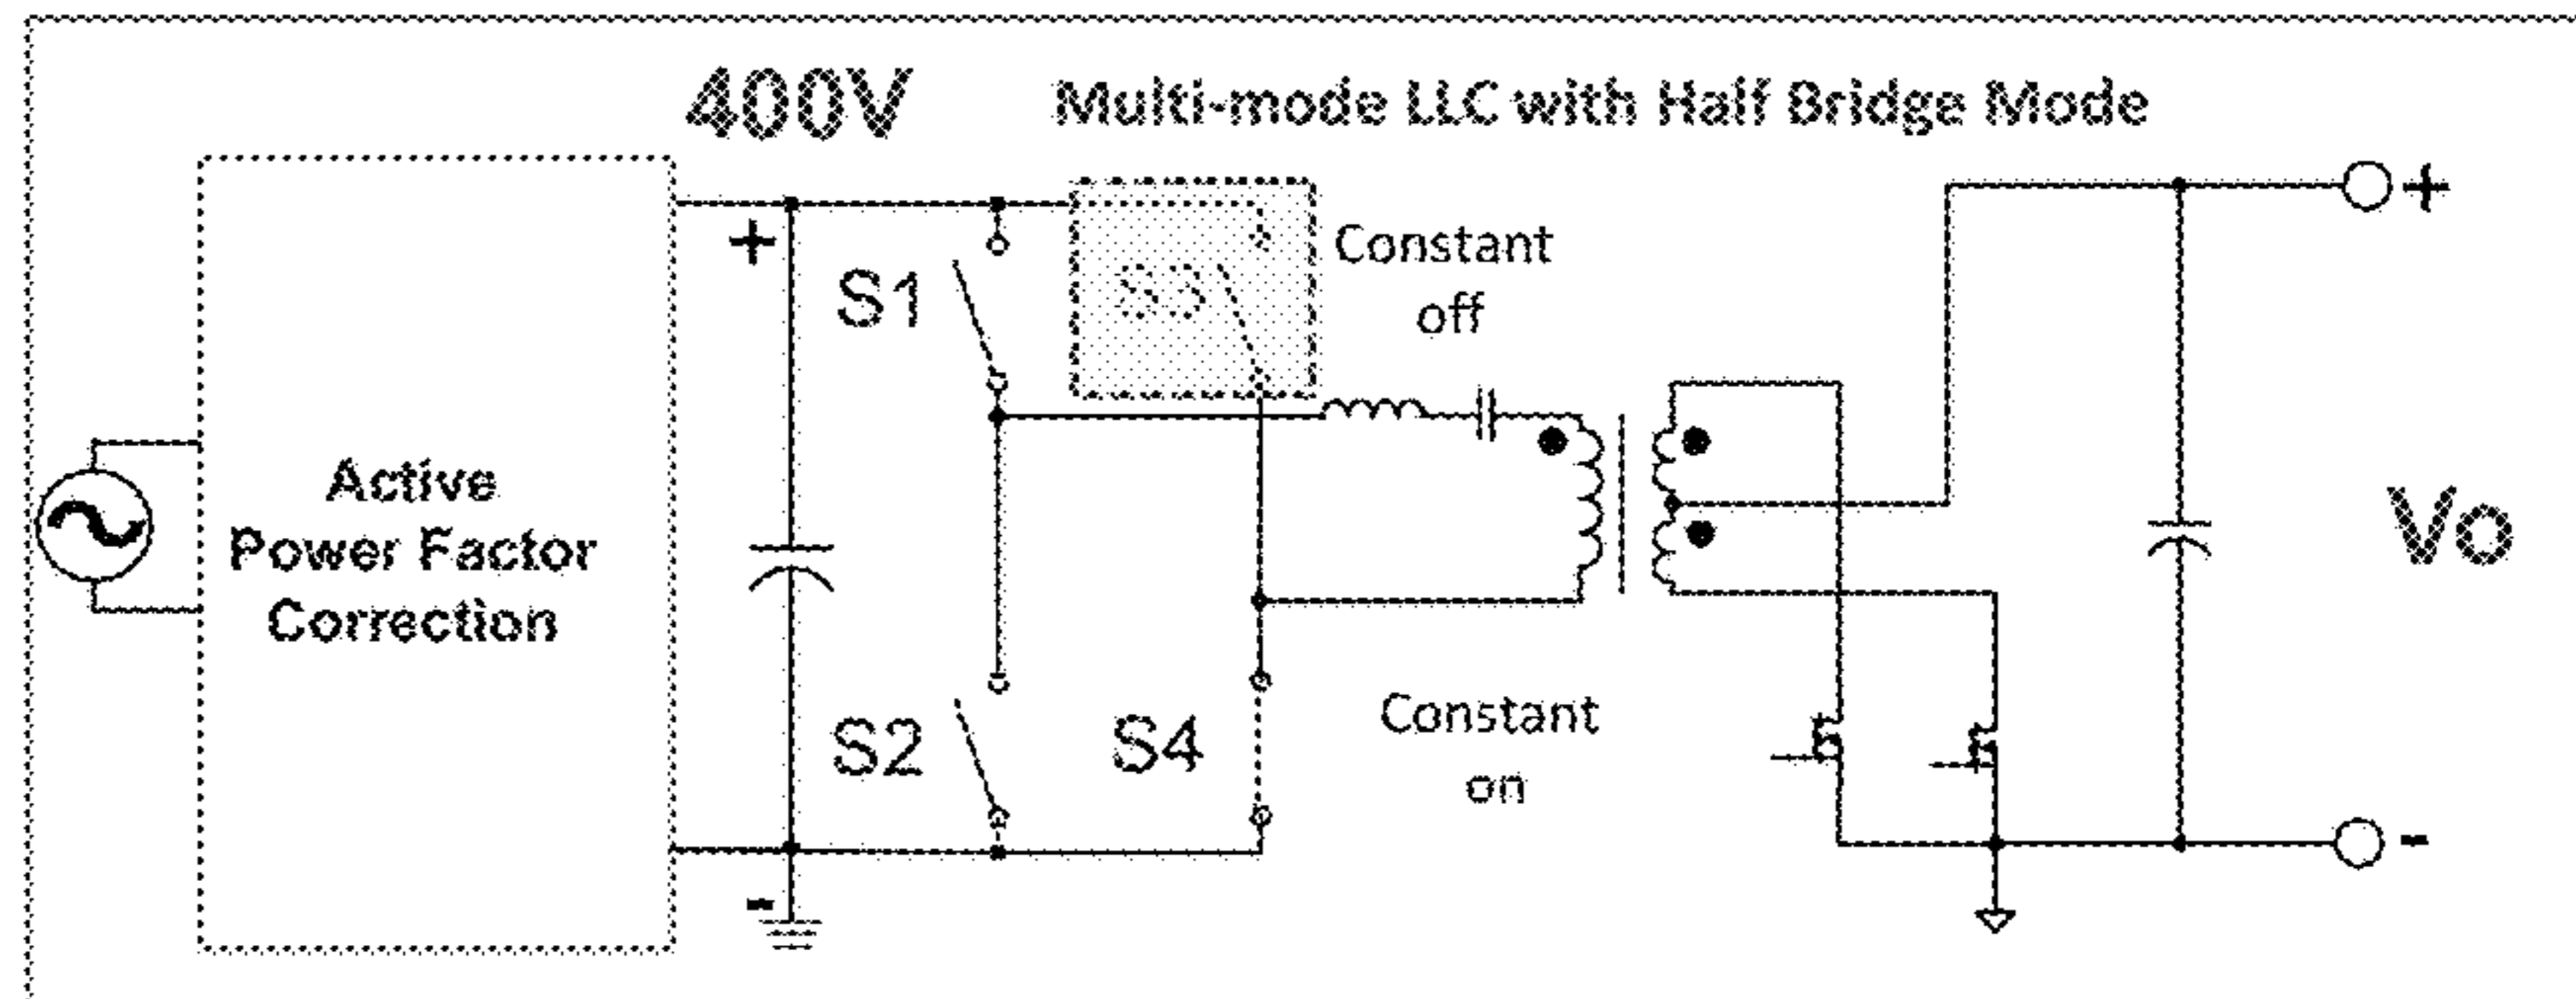 400V
Multi-mode LLC with Half Bridge Mode
+
S1
S3
Constant
off
+
Active
Power Factor
Correction
Vo
S2
S4
Constant
on
-
-